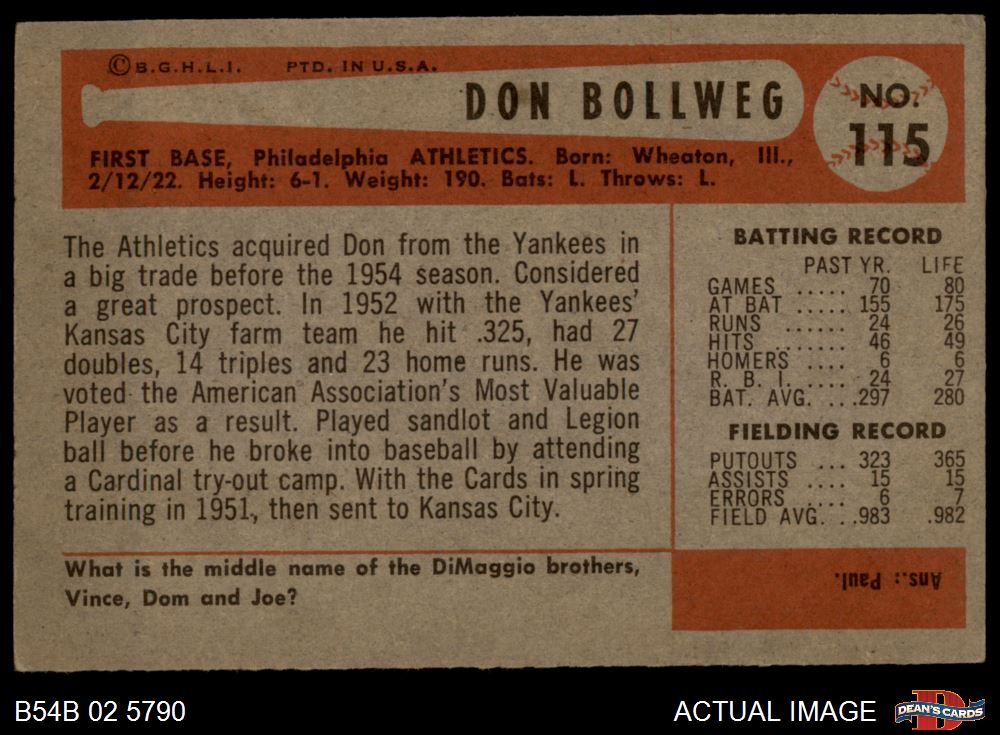 © B.G.H.L.I. PTD. IN U.S.A.
DON BOLLWEG
NO. 115
FIRST BASE, Philadelphia ATHLETICS. Born: Wheaton, Ill.,
2/12/22. Height: 6-1. Weight: 190. Bats: L. Throws: L.
The Athletics acquired Don from the Yankees in
a big trade before the 1954 season. Considered
a great prospect. In 1952 with the Yankees'
Kansas City farm team he hit .325, had 27
doubles, 14 triples and 23 home runs. He was
voted the American Association's Most Valuable
Player as a result. Played sandlot and Legion
ball before he broke into baseball by attending
a Cardinal try-out camp. With the Cards in spring
training in 1951, then sent to Kansas City.
BATTING RECORD
PAST YR. LIFE
GAMES ..... 70 80
AT BAT ..... 155 175
RUNS ...... 24 26
HITS ....... 46 49
HOMERS ..... 6 6
R. B. I. .... 24 27
BAT. AVG. ...297 280
FIELDING RECORD
PUTOUTS ... 323 365
ASSISTS .... 15 15
ERRORS .... 6 7
FIELD AVG. ..983 .982
What is the middle name of the DiMaggio brothers,
Vince, Dom and Joe?
Ans.: Paul.
B54B 02 5790
ACTUAL IMAGE
DEAN'S CARDS